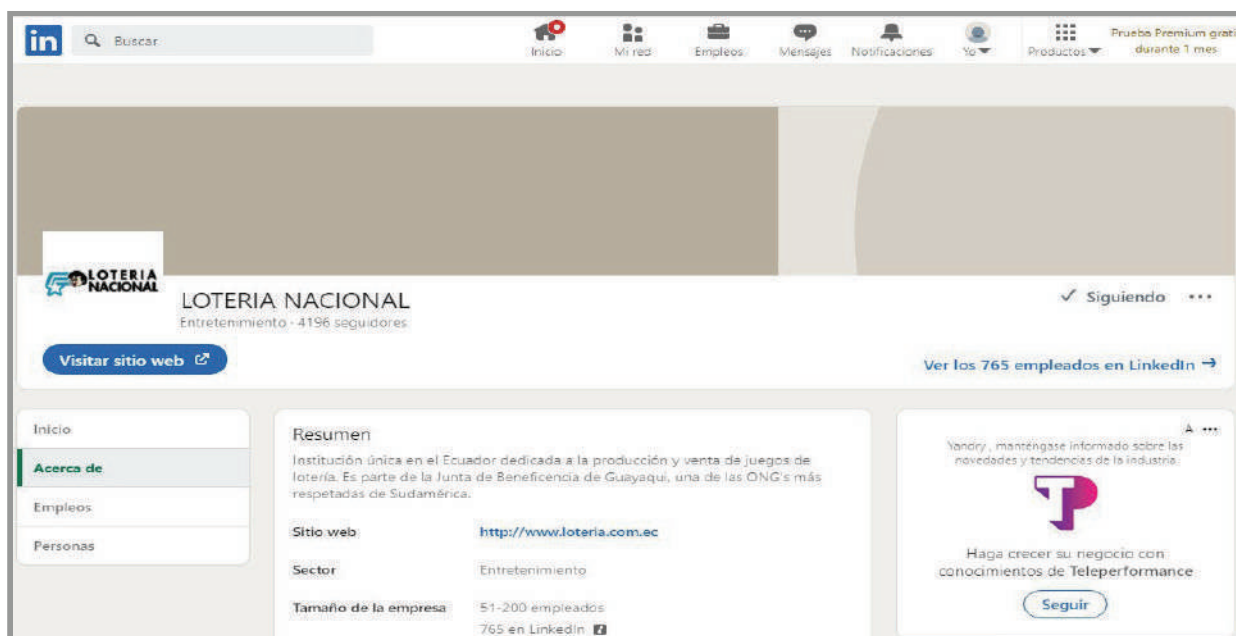 in Buscar
Inicio Mi red Empleos Mensajes Notificaciones Yo Productos Prueba Premium grati
durante 1 mes
LOTERIA
NACIONAL
LOTERIA NACIONAL
Entretenimiento · 4196 seguidores
✓ Siguiendo ...
Visitar sitio web
Ver los 765 empleados en LinkedIn →
Inicio
Acerca de
Empleos
Personas
Resumen
Institución única en el Ecuador dedicada a la producción y venta de juegos de
lotería. Es parte de la Junta de Beneficencia de Guayaqui, una de las ONG's más
respetadas de Sudamérica.
Sitio web http://www.loteria.com.ec
Sector Entretenimiento
Tamaño de la empresa 51-200 empleados
765 en LinkedIn
A ...
Yandry, manténgase informado sobre las
novedades y tendencias de la industria
TP
Haga crecer su negocio con
conocimientos de Teleperformance
Seguir